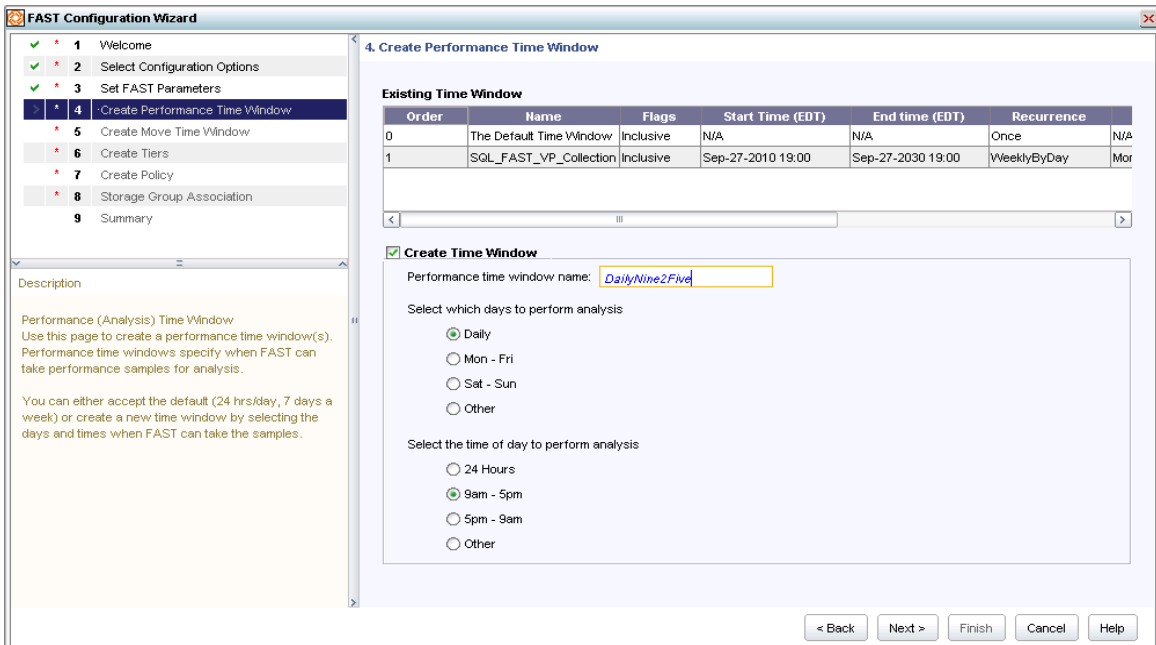 FAST Configuration Wizard
* 1 Welcome
* 2 Select Configuration Options
* 3 Set FAST Parameters
* 4 Create Performance Time Window
* 5 Create Move Time Window
* 6 Create Tiers
* 7 Create Policy
* 8 Storage Group Association
9 Summary
Description
Performance (Analysis) Time Window
Use this page to create a performance time window(s).
Performance time windows specify when FAST can
take performance samples for analysis.
You can either accept the default (24 hrs/day, 7 days a
week) or create a new time window by selecting the
days and times when FAST can take the samples.
4. Create Performance Time Window
Existing Time Window
Order Name Flags Start Time (EDT) End time (EDT) Recurrence
0 The Default Time Window Inclusive N/A N/A Once N/A
1 SQL_FAST_VP_Collection Inclusive Sep-27-2010 19:00 Sep-27-2030 19:00 WeeklyByDay Mor
Create Time Window
Performance time window name: DailyNine2Five
Select which days to perform analysis
Daily
Mon - Fri
Sat - Sun
Other
Select the time of day to perform analysis
24 Hours
9am - 5pm
5pm - 9am
Other
< Back Next > Finish Cancel Help